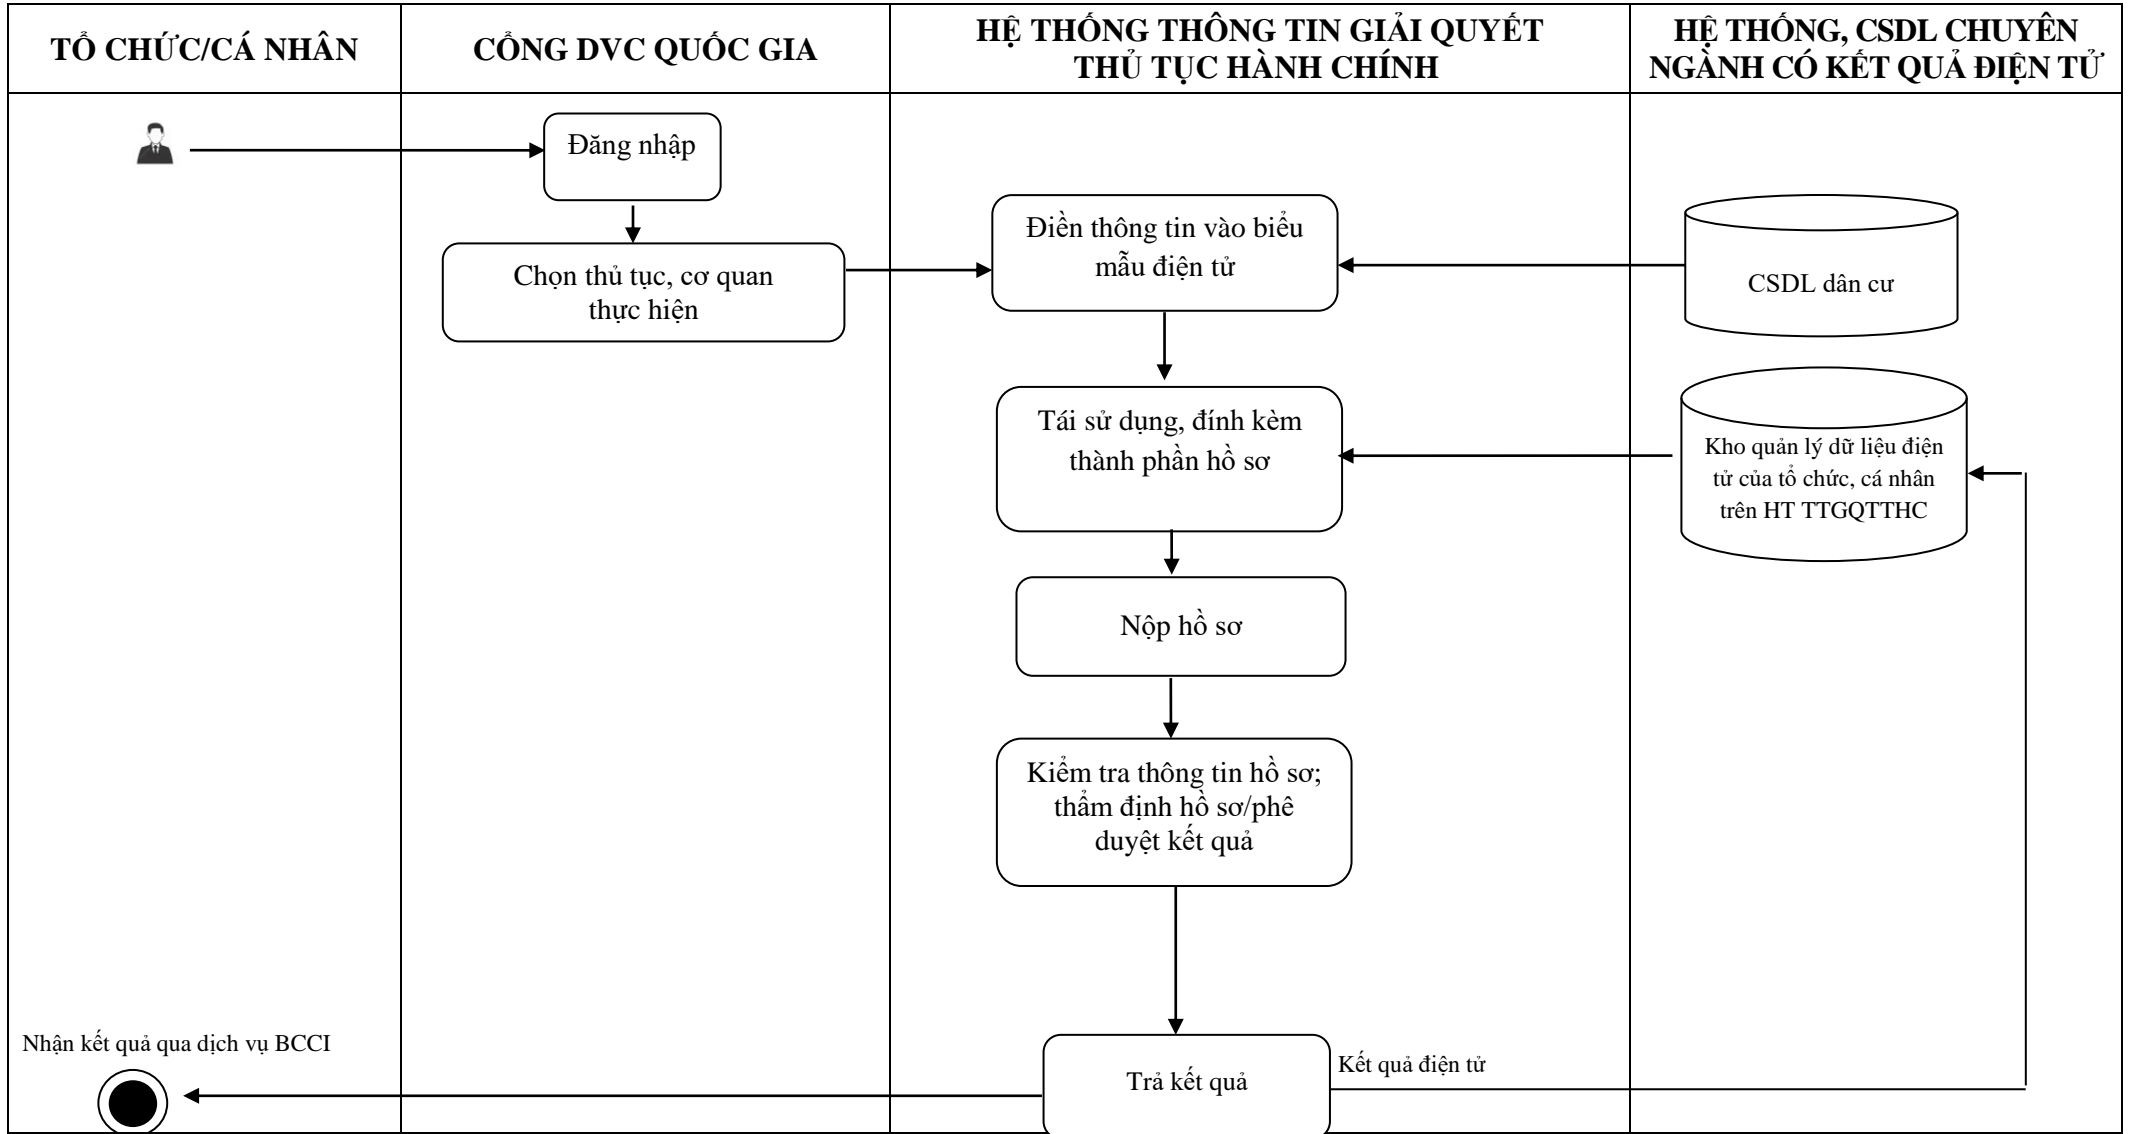 TỔ CHỨC/CÁ NHÂN
CỔNG DVC QUỐC GIA
HỆ THỐNG THÔNG TIN GIẢI QUYẾT
THỦ TỤC HÀNH CHÍNH
HỆ THỐNG, CSDL CHUYÊN
NGÀNH CÓ KẾT QUẢ ĐIỆN TỬ
Đăng nhập
Chọn thủ tục, cơ quan
thực hiện
Điền thông tin vào biểu
mẫu điện tử
CSDL dân cư
Tái sử dụng, đính kèm
thành phần hồ sơ
Kho quản lý dữ liệu điện
tử của tổ chức, cá nhân
trên HT TTGQTTHC
Nộp hồ sơ
Kiểm tra thông tin hồ sơ;
thẩm định hồ sơ/phê
duyệt kết quả
Nhận kết quả qua dịch vụ BCCI
Trả kết quả
Kết quả điện tử